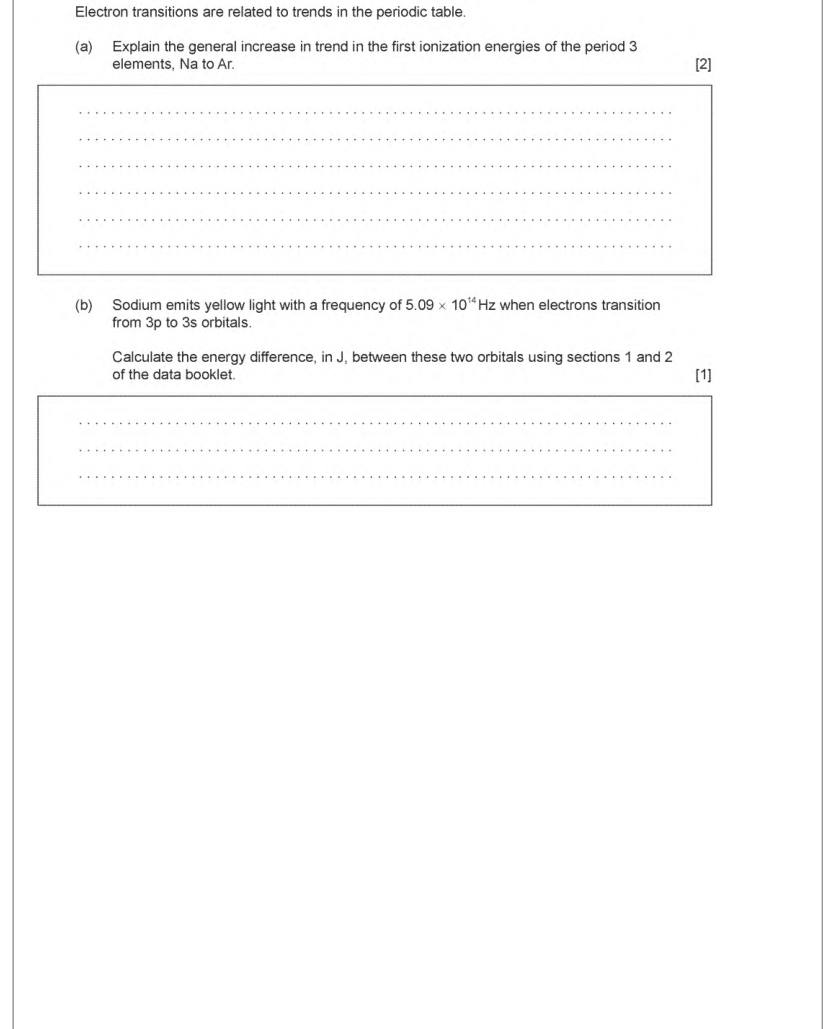 Electron transitions are related to trends in the periodic table.
(a) Explain the general increase in trend in the first ionization energies of the period 3
elements, Na to Ar. [2]
(b) Sodium emits yellow light with a frequency of 5.09 × 10¹⁴ Hz when electrons transition
from 3p to 3s orbitals.
Calculate the energy difference, in J, between these two orbitals using sections 1 and 2
of the data booklet. [1]